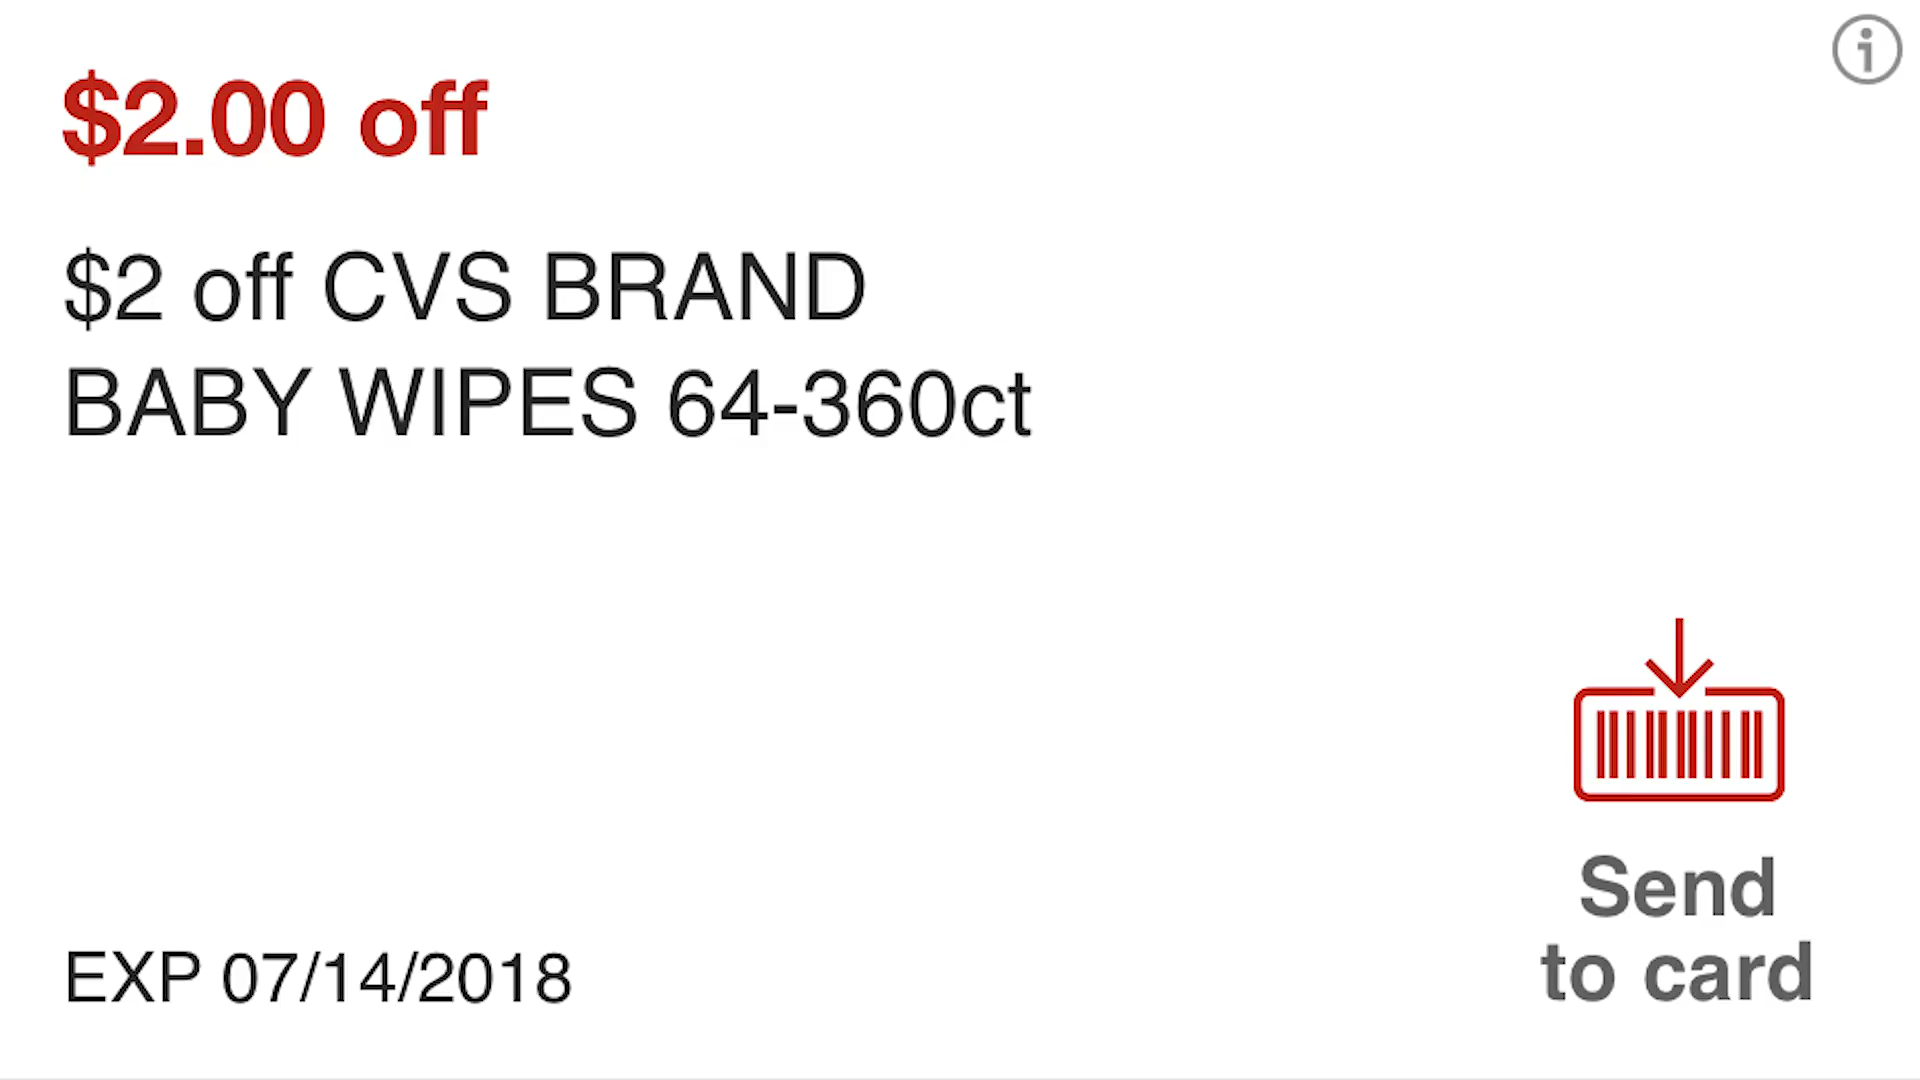 $2.00 off
$2 off CVS BRAND
BABY WIPES 64-360ct
EXP 07/14/2018
Send
to card